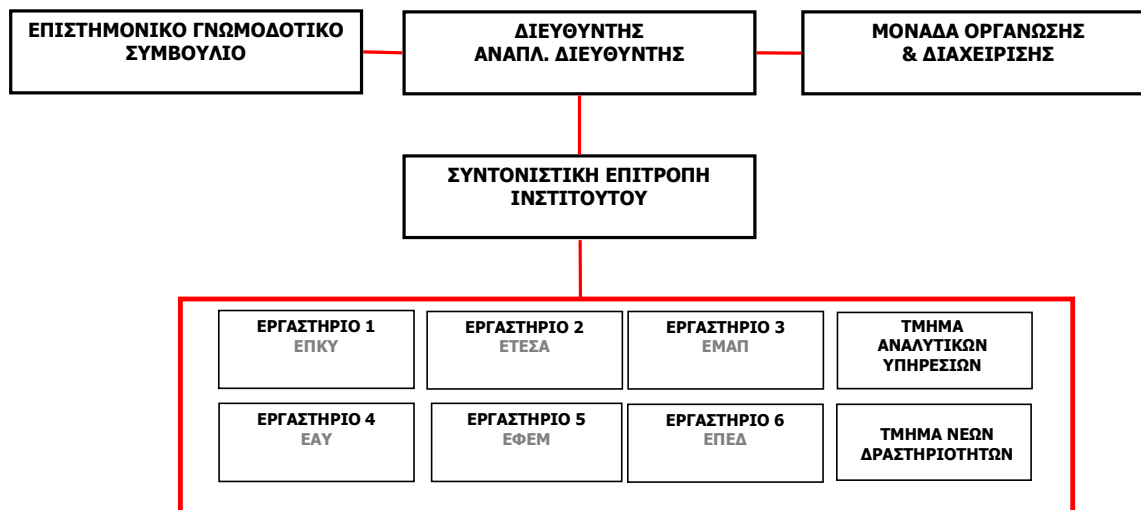 ΕΠΙΣΤΗΜΟΝΙΚΟ ΓΝΩΜΟΔΟΤΙΚΟ
ΣΥΜΒΟΥΛΙΟ
ΔΙΕΥΘΥΝΤΗΣ
ΑΝΑΠΛ. ΔΙΕΥΘΥΝΤΗΣ
ΜΟΝΑΔΑ ΟΡΓΑΝΩΣΗΣ
& ΔΙΑΧΕΙΡΙΣΗΣ
ΣΥΝΤΟΝΙΣΤΙΚΗ ΕΠΙΤΡΟΠΗ
ΙΝΣΤΙΤΟΥΤΟΥ
ΕΡΓΑΣΤΗΡΙΟ 1
ΕΠΚΥ
ΕΡΓΑΣΤΗΡΙΟ 2
ΕΤΕΣΑ
ΕΡΓΑΣΤΗΡΙΟ 3
ΕΜΑΠ
ΤΜΗΜΑ
ΑΝΑΛΥΤΙΚΩΝ
ΥΠΗΡΕΣΙΩΝ
ΕΡΓΑΣΤΗΡΙΟ 4
ΕΑΥ
ΕΡΓΑΣΤΗΡΙΟ 5
ΕΦΕΜ
ΕΡΓΑΣΤΗΡΙΟ 6
ΕΠΕΔ
ΤΜΗΜΑ ΝΕΩΝ
ΔΡΑΣΤΗΡΙΟΤΗΤΩΝ